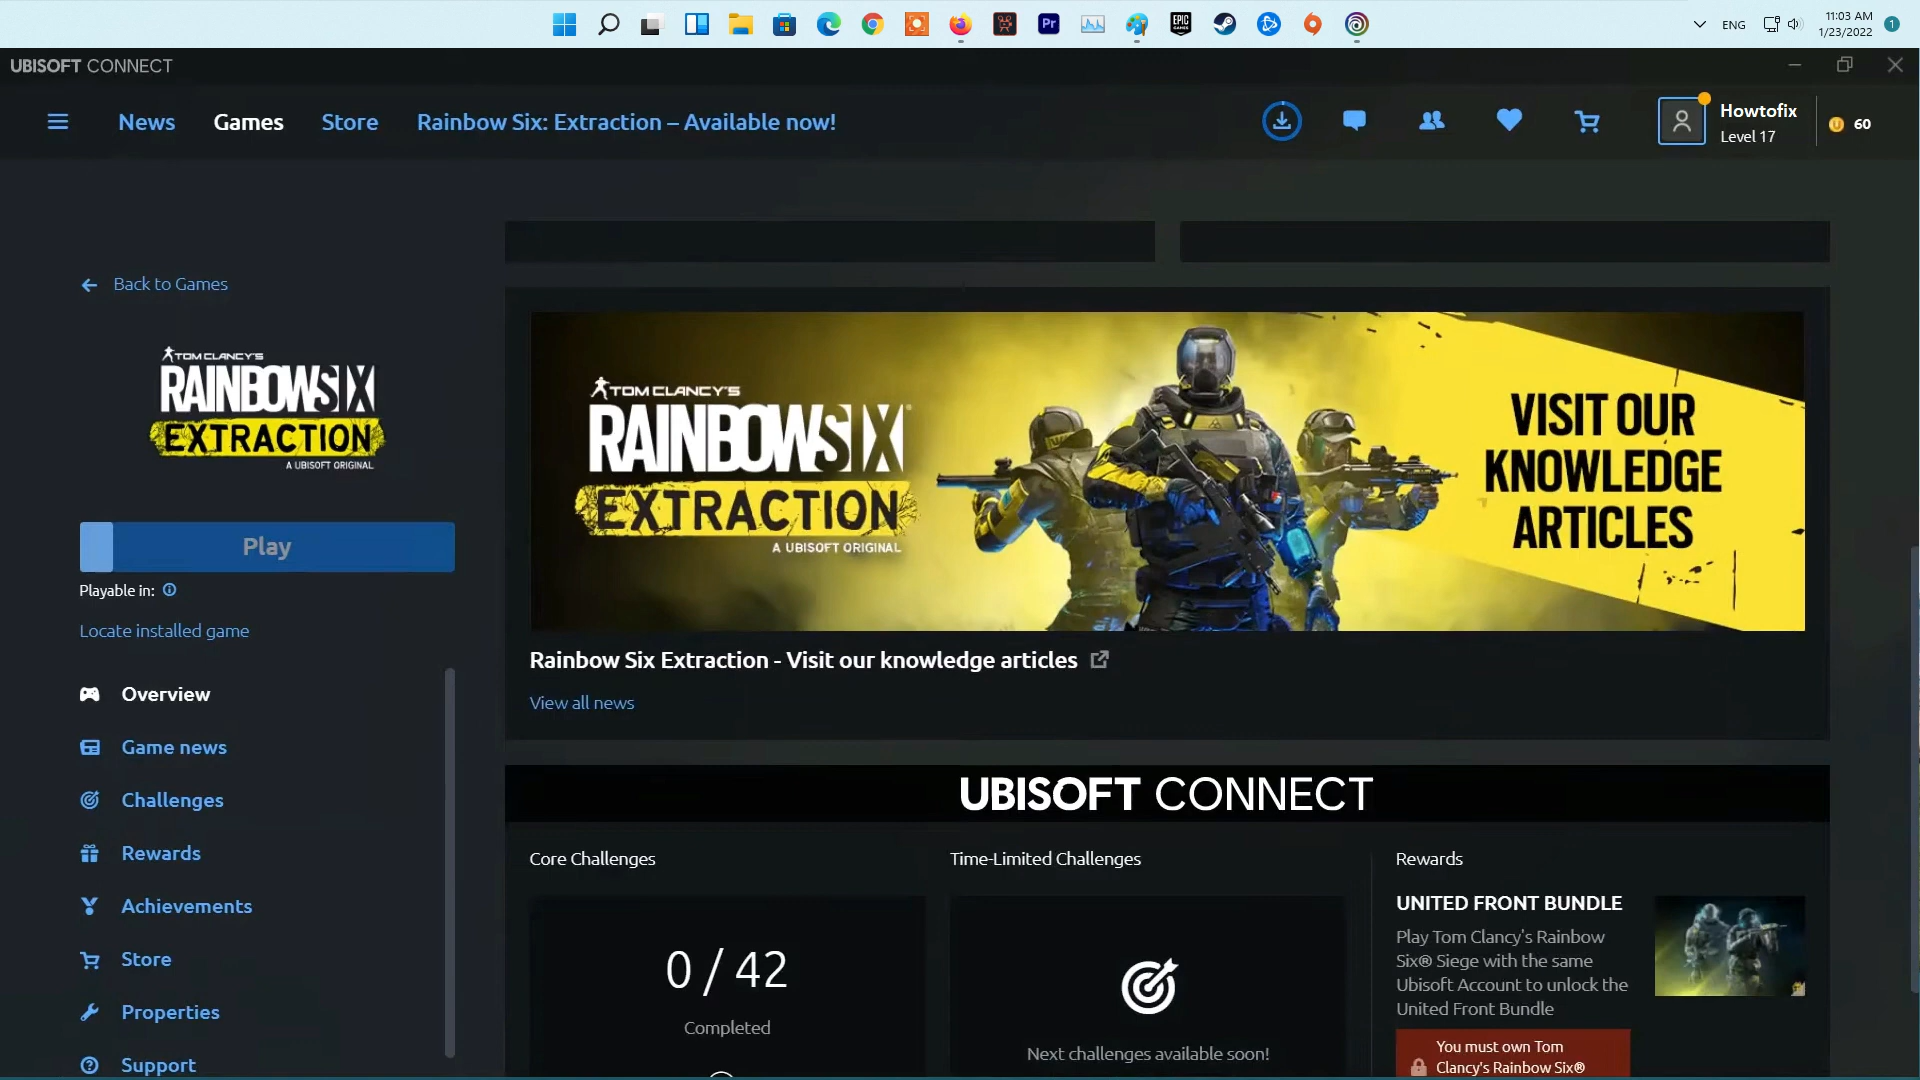 Pr
EPIC GAMES
ENG
11:03 AM
1/23/2022
1
UBISOFT CONNECT
News
Games
Store
Rainbow Six: Extraction – Available now!
Howtofix
Level 17
60
Back to Games
TOM CLANCY'S
RAINBOW SIX
EXTRACTION
A UBISOFT ORIGINAL
Play
Playable in:
Locate installed game
Overview
Game news
Challenges
Rewards
Achievements
Store
Properties
Support
TOM CLANCY'S
RAINBOW SIX®
EXTRACTION
A UBISOFT ORIGINAL
VISIT OUR
KNOWLEDGE
ARTICLES
Rainbow Six Extraction - Visit our knowledge articles
View all news
UBISOFT CONNECT
Core Challenges
0 / 42
Completed
Time-Limited Challenges
Next challenges available soon!
Rewards
UNITED FRONT BUNDLE
Play Tom Clancy's Rainbow
Six® Siege with the same
Ubisoft Account to unlock the
United Front Bundle
You must own Tom
Clancy's Rainbow Six®